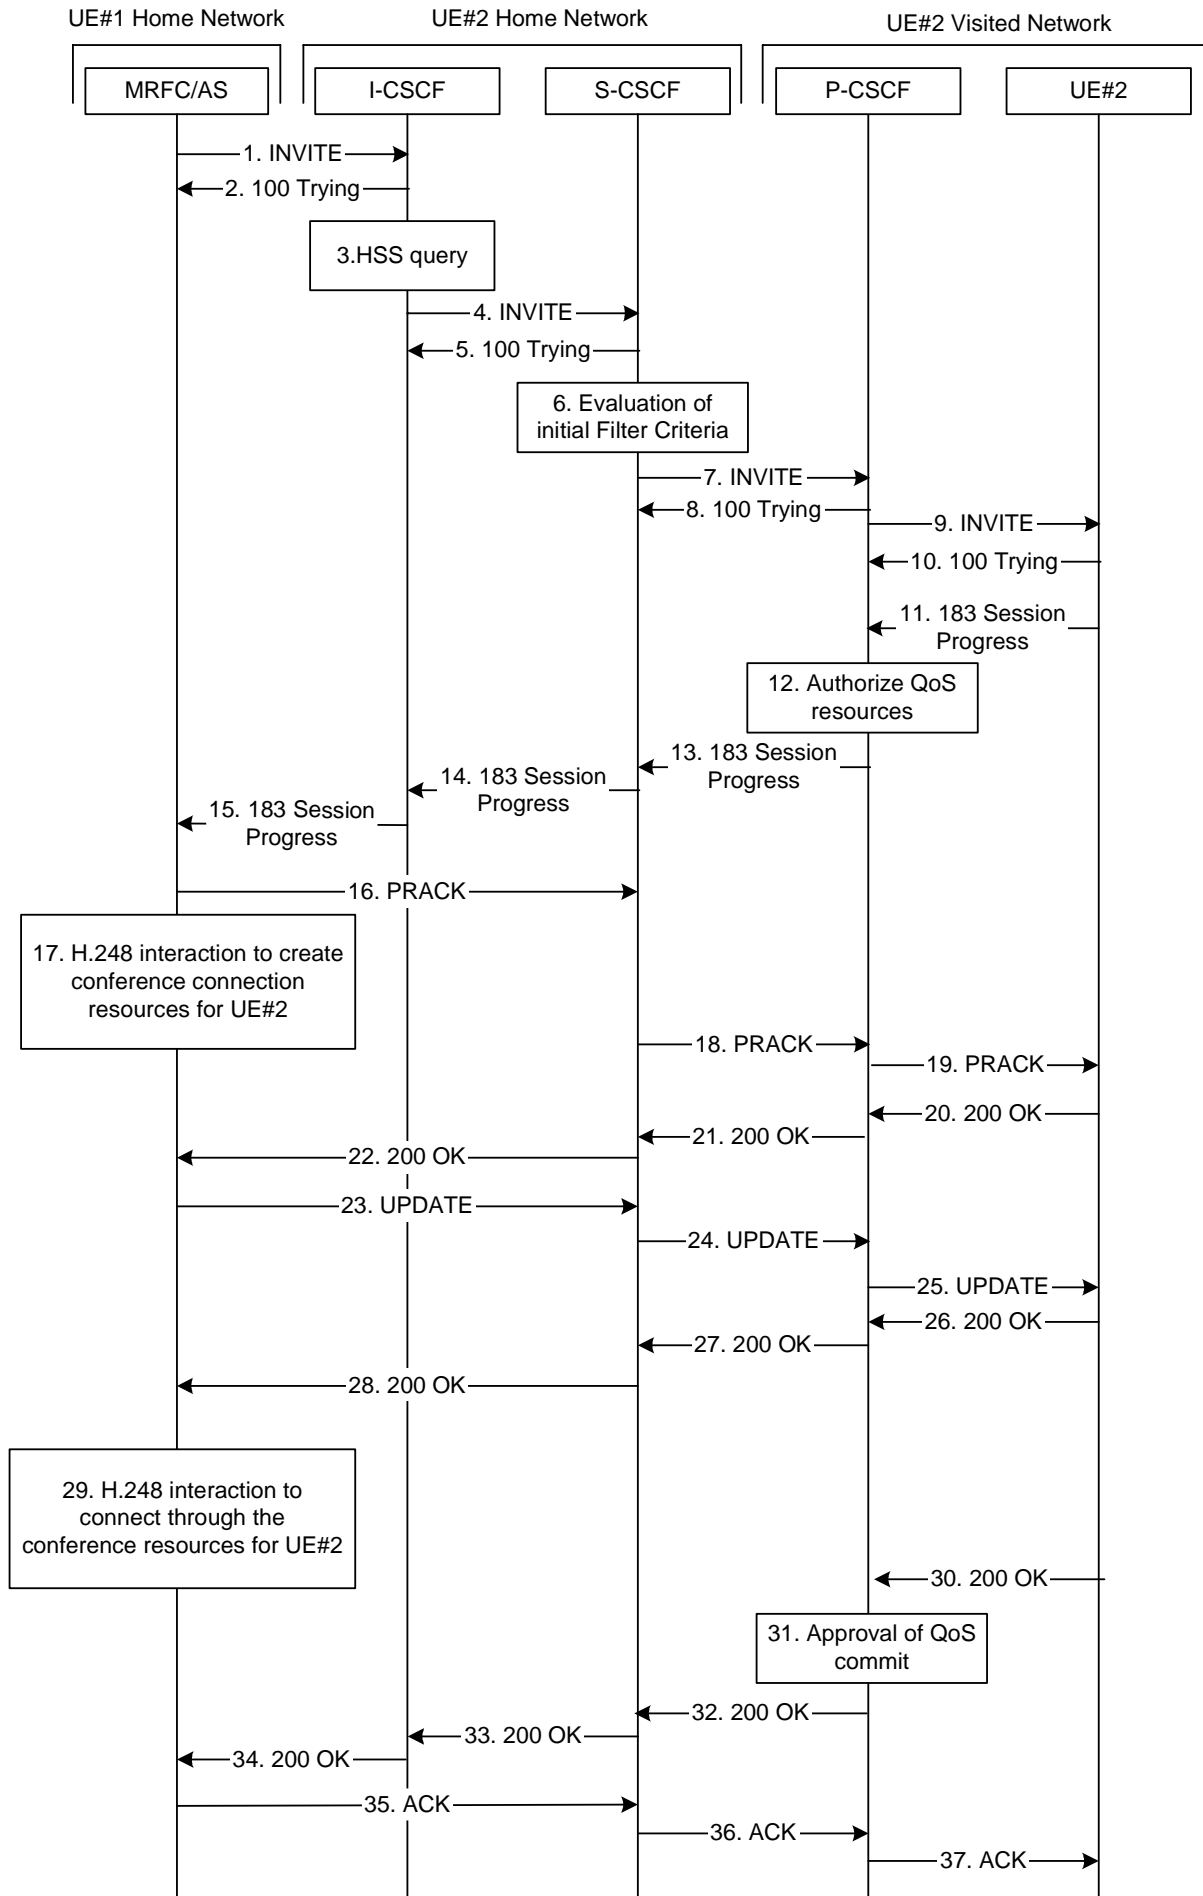 UE#1 Home Network
UE#2 Home Network
UE#2 Visited Network
MRFC/AS
I-CSCF
S-CSCF
P-CSCF
UE#2
1. INVITE
2. 100 Trying
3.HSS query
4. INVITE
5. 100 Trying
6. Evaluation of
initial Filter Criteria
7. INVITE
8. 100 Trying
9. INVITE
10. 100 Trying
11. 183 Session
Progress
12. Authorize QoS
resources
13. 183 Session
Progress
14. 183 Session
Progress
15. 183 Session
Progress
16. PRACK
17. H.248 interaction to create
conference connection
resources for UE#2
18. PRACK
19. PRACK
20. 200 OK
21. 200 OK
22. 200 OK
23. UPDATE
24. UPDATE
25. UPDATE
26. 200 OK
27. 200 OK
28. 200 OK
29. H.248 interaction to
connect through the
conference resources for UE#2
30. 200 OK
31. Approval of QoS
commit
32. 200 OK
33. 200 OK
34. 200 OK
35. ACK
36. ACK
37. ACK